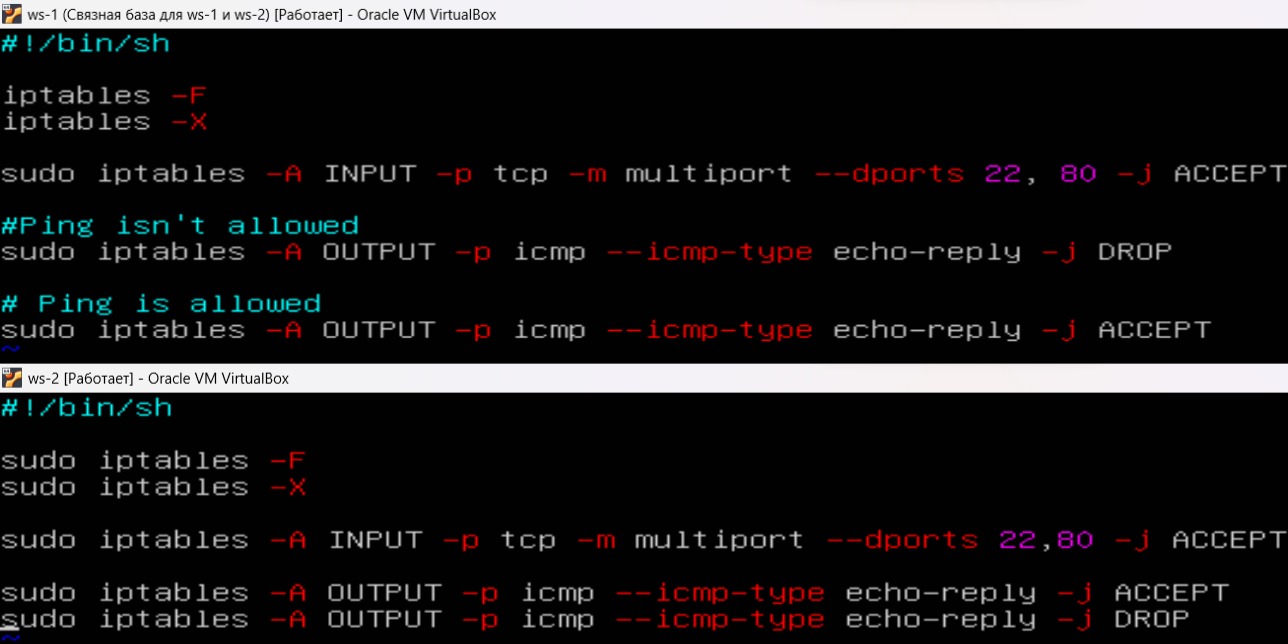 ws-1 (Связная база для ws-1 и ws-2) [Работает] - Oracle VM VirtualBox
#!/bin/sh
iptables -F
iptables -X
sudo iptables -A INPUT -p tcp -m multiport --dports 22, 80 -j ACCEPT
#Ping isn't allowed
sudo iptables -A OUTPUT -p icmp --icmp-type echo-reply -j DROP
# Ping is allowed
sudo iptables -A OUTPUT -p icmp --icmp-type echo-reply -j ACCEPT
~
ws-2 [Работает] - Oracle VM VirtualBox
#!/bin/sh
sudo iptables -F
sudo iptables -X
sudo iptables -A INPUT -p tcp -m multiport --dports 22,80 -j ACCEPT
sudo iptables -A OUTPUT -p icmp --icmp-type echo-reply -j ACCEPT
sudo iptables -A OUTPUT -p icmp --icmp-type echo-reply -j DROP
~